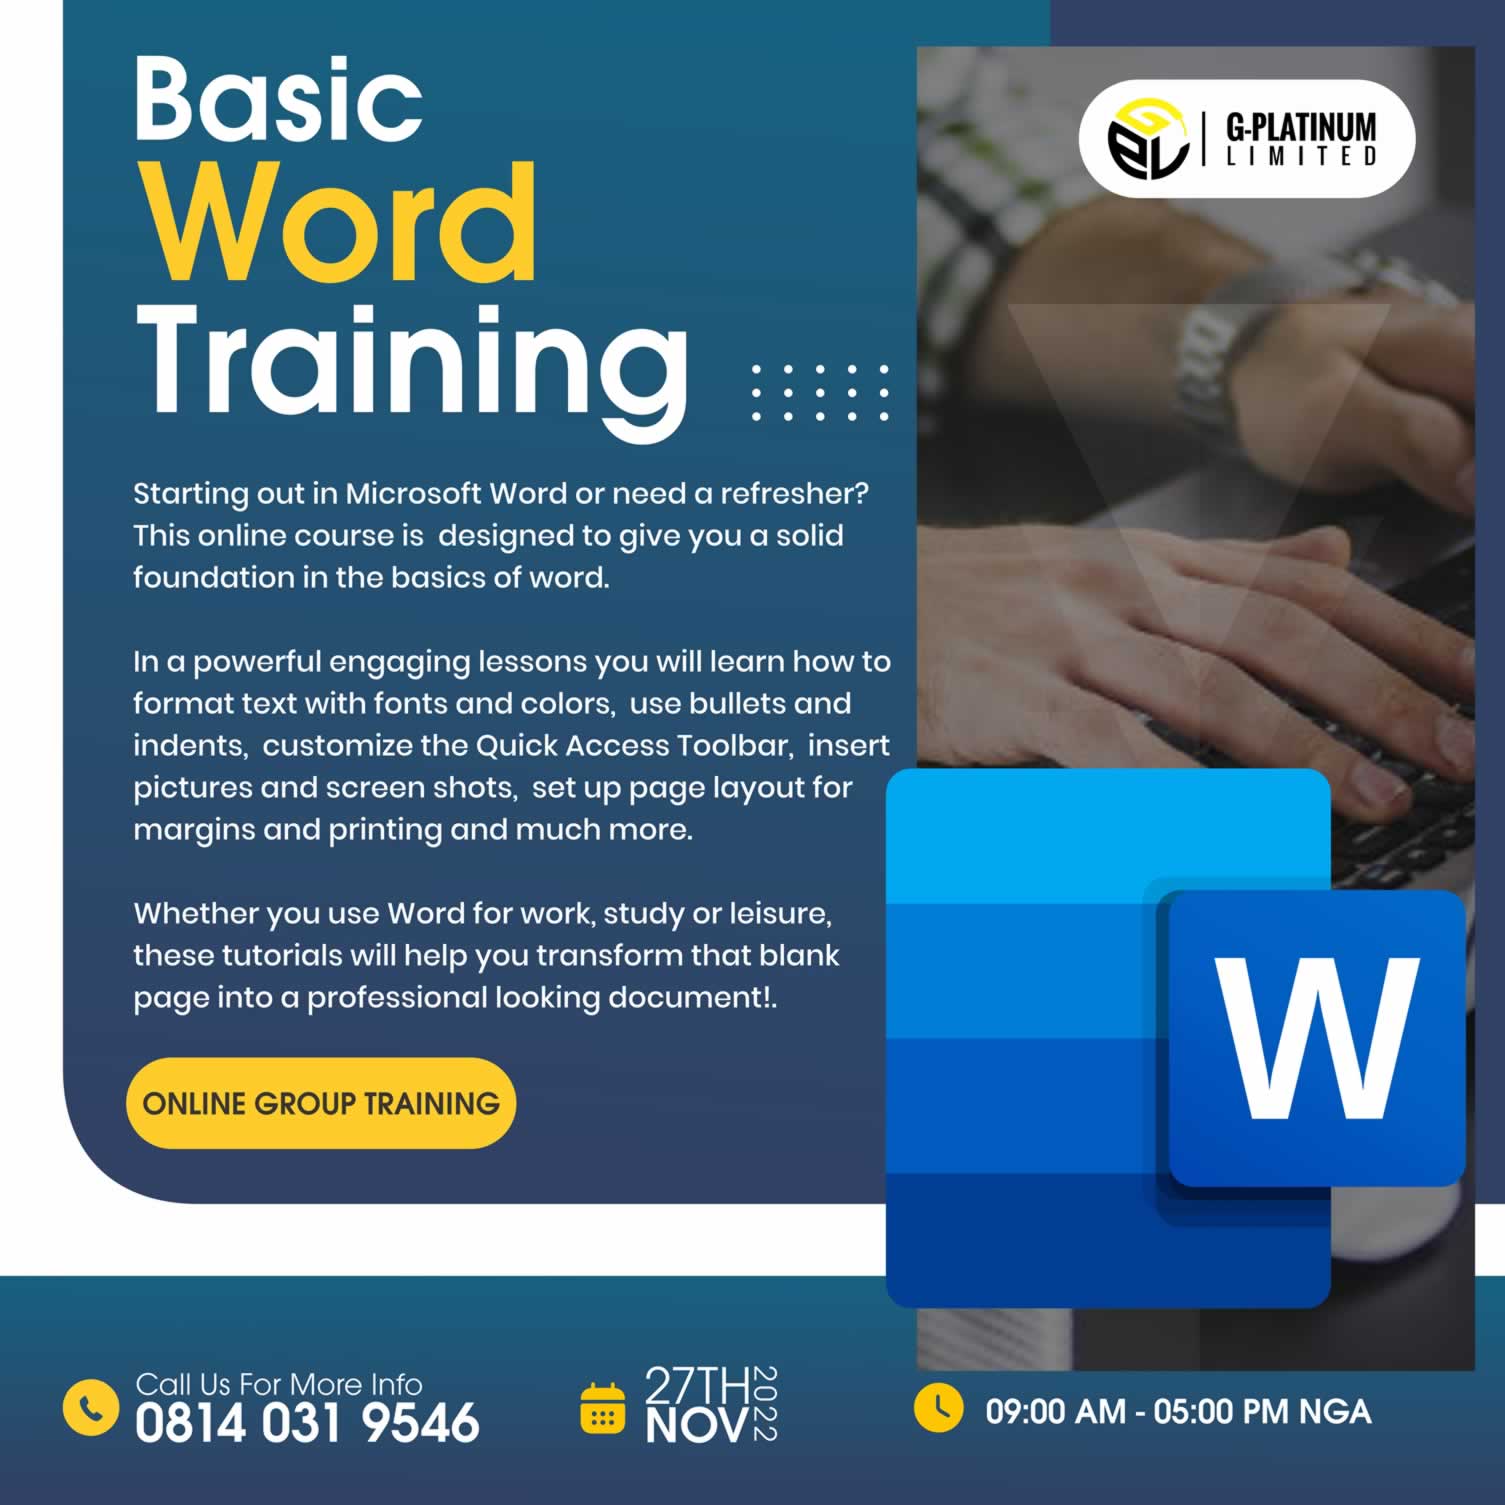 Basic
Word
Training
G-PLATINUM
LIMITED
Starting out in Microsoft Word or need a refresher?
This online course is designed to give you a solid
foundation in the basics of word.
In a powerful engaging lessons you will learn how to
format text with fonts and colors, use bullets and
indents, customize the Quick Access Toolbar, insert
pictures and screen shots, set up page layout for
margins and printing and much more.
Whether you use Word for work, study or leisure,
these tutorials will help you transform that blank
page into a professional looking document!.
ONLINE GROUP TRAINING
W
Call Us For More Info
0814 031 9546
27TH
NOV
2022
09:00 AM - 05:00 PM NGA